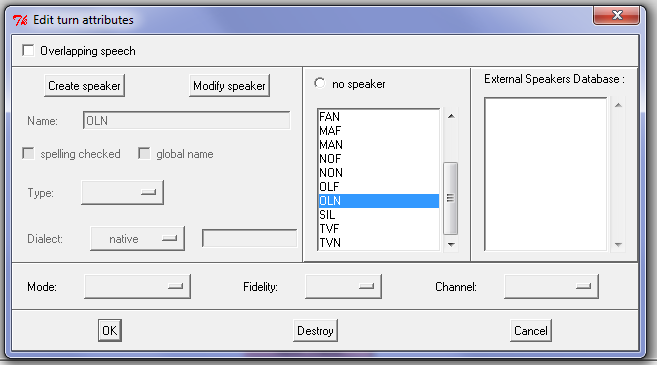 Edit turn attributes
Overlapping speech
Create speaker
Modify speaker
Name:
OLN
spelling checked
global name
Type:
Dialect:
native
no speaker
FAN
MAF
MAN
NOF
NON
OLF
OLN
SIL
TVF
TVN
External Speakers Database :
Mode:
Fidelity:
Channel:
OK
Destroy
Cancel